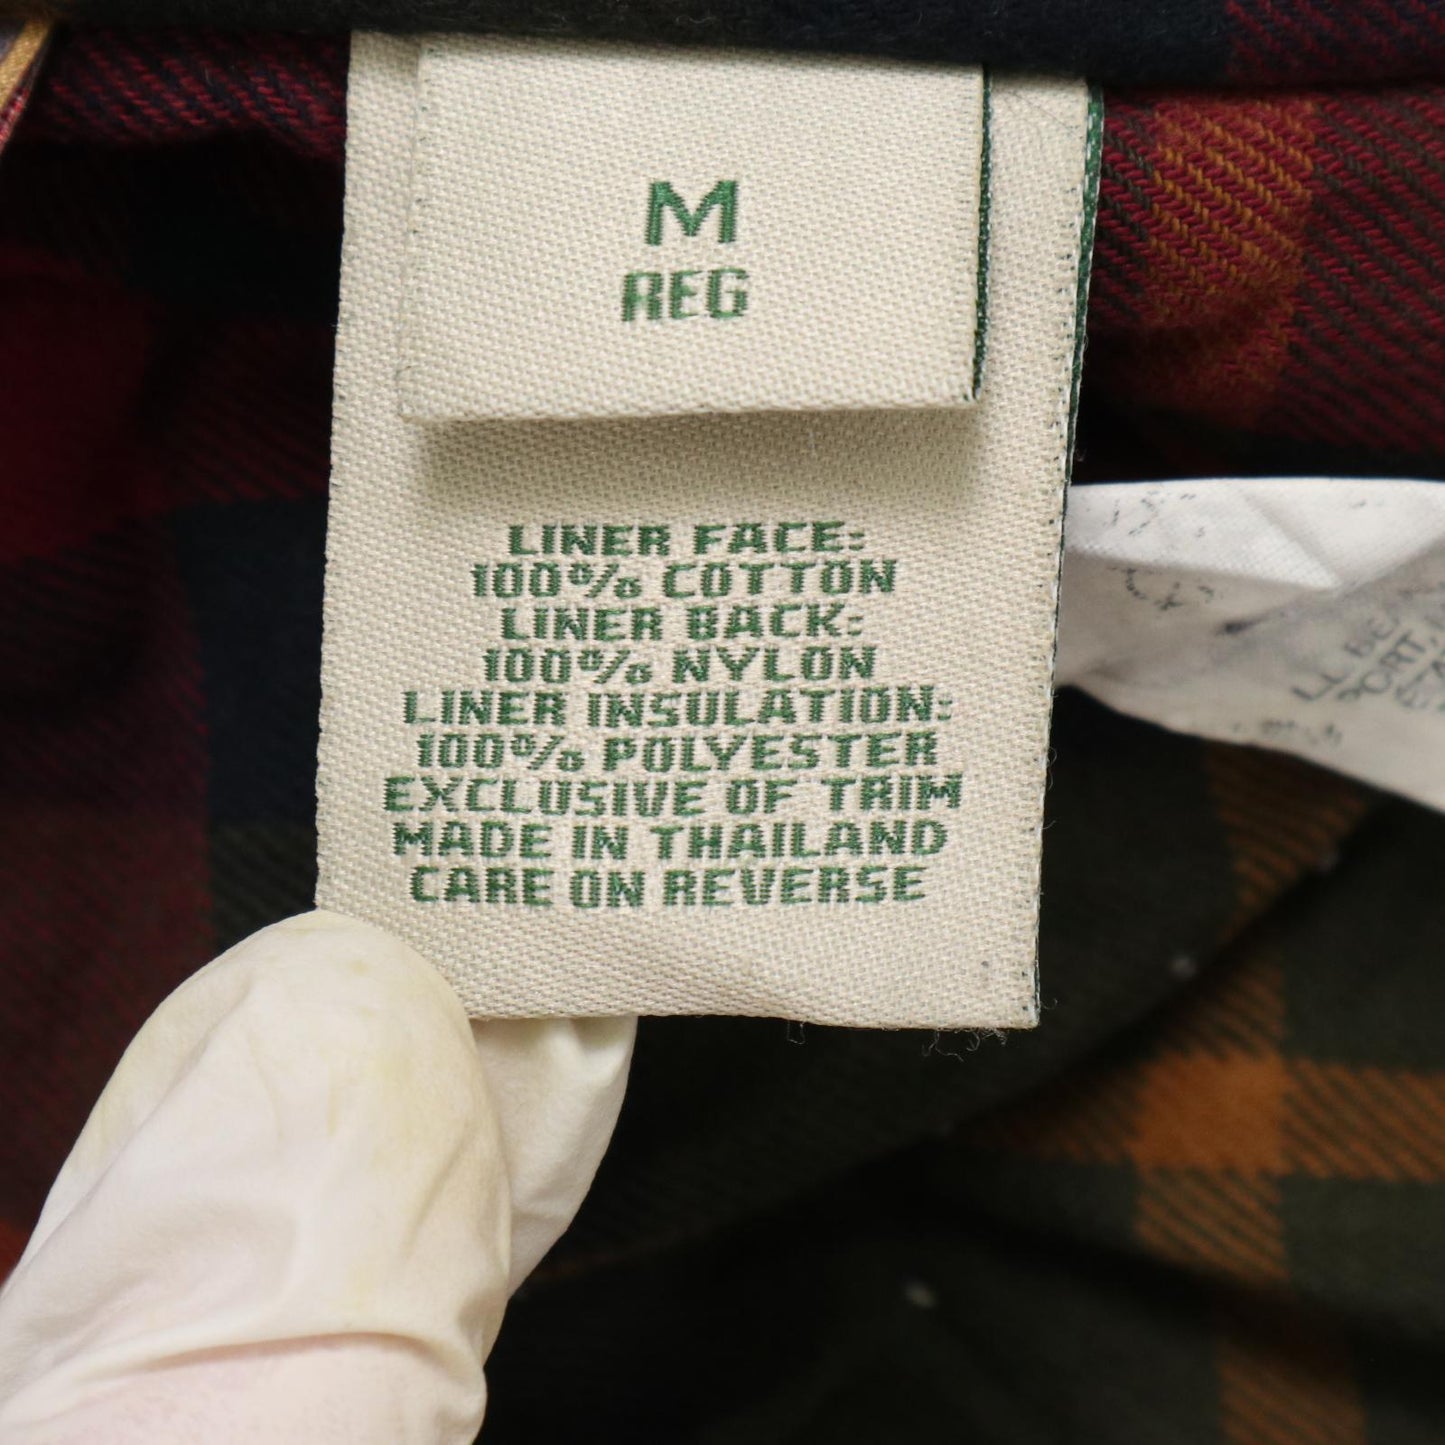 M
REG
LINER FACE:
100% COTTON
LINER BACK:
100% NYLON
LINER INSULATION:
100% POLYESTER
EXCLUSIVE OF TRIM
MADE IN THAILAND
CARE ON REVERSE